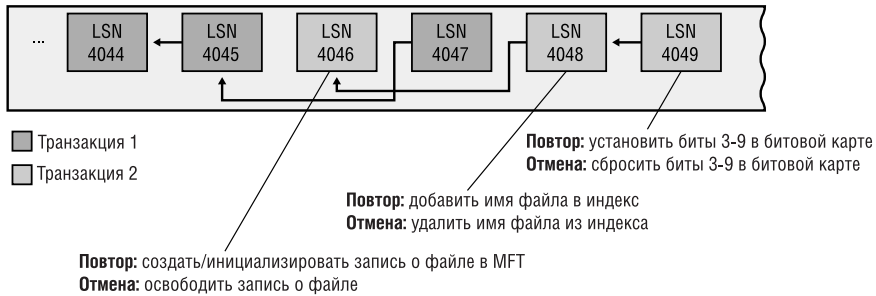 ...
LSN
4044
LSN
4045
LSN
4046
LSN
4047
LSN
4048
LSN
4049
Транзакция 1
Транзакция 2
Повтор: установить биты 3-9 в битовой карте
Отмена: сбросить биты 3-9 в битовой карте
Повтор: добавить имя файла в индекс
Отмена: удалить имя файла из индекса
Повтор: создать/инициализировать запись о файле в MFT
Отмена: освободить запись о файле